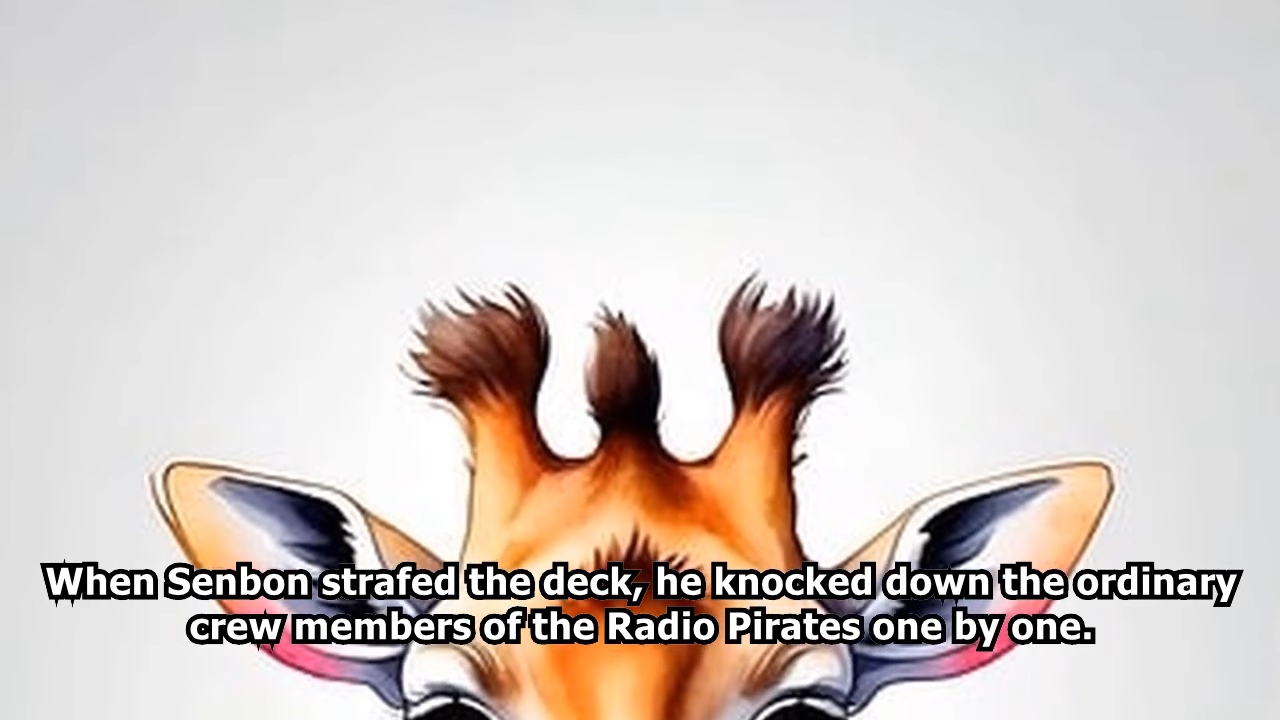 When Senbon strafed the deck, he knocked down the ordinary
crew members of the Radio Pirates one by one.